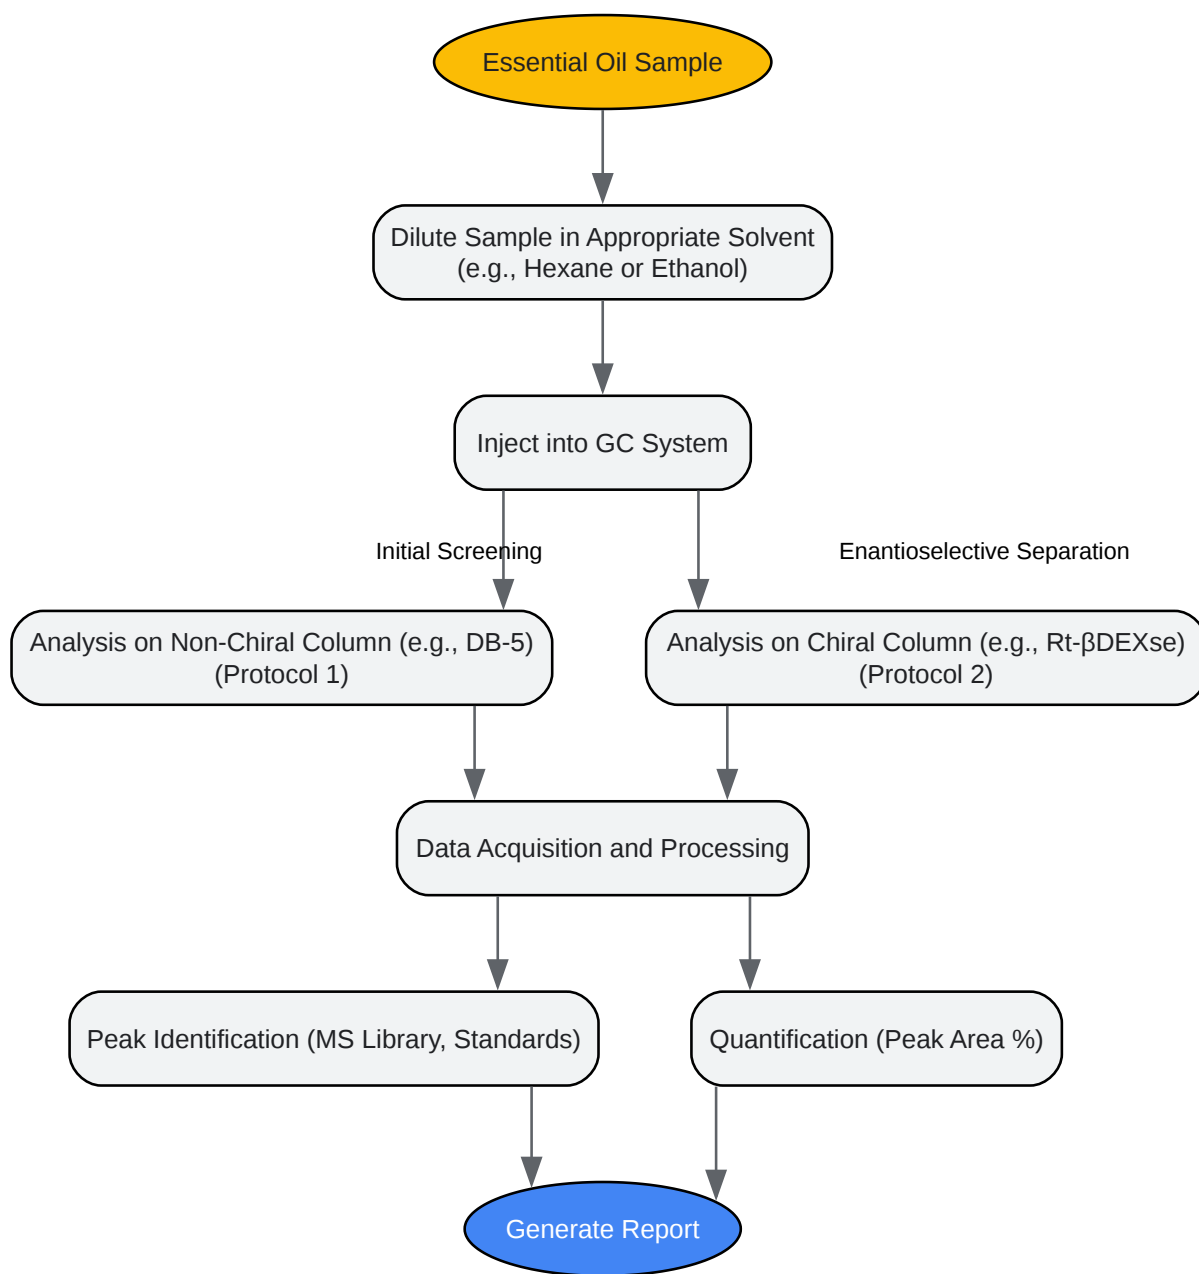 Essential Oil Sample
Dilute Sample in Appropriate Solvent
(e.g., Hexane or Ethanol)
Inject into GC System
Initial Screening
Enantioselective Separation
Analysis on Non-Chiral Column (e.g., DB-5)
(Protocol 1)
Analysis on Chiral Column (e.g., Rt-βDEXse)
(Protocol 2)
Data Acquisition and Processing
Peak Identification (MS Library, Standards)
Quantification (Peak Area %)
Generate Report